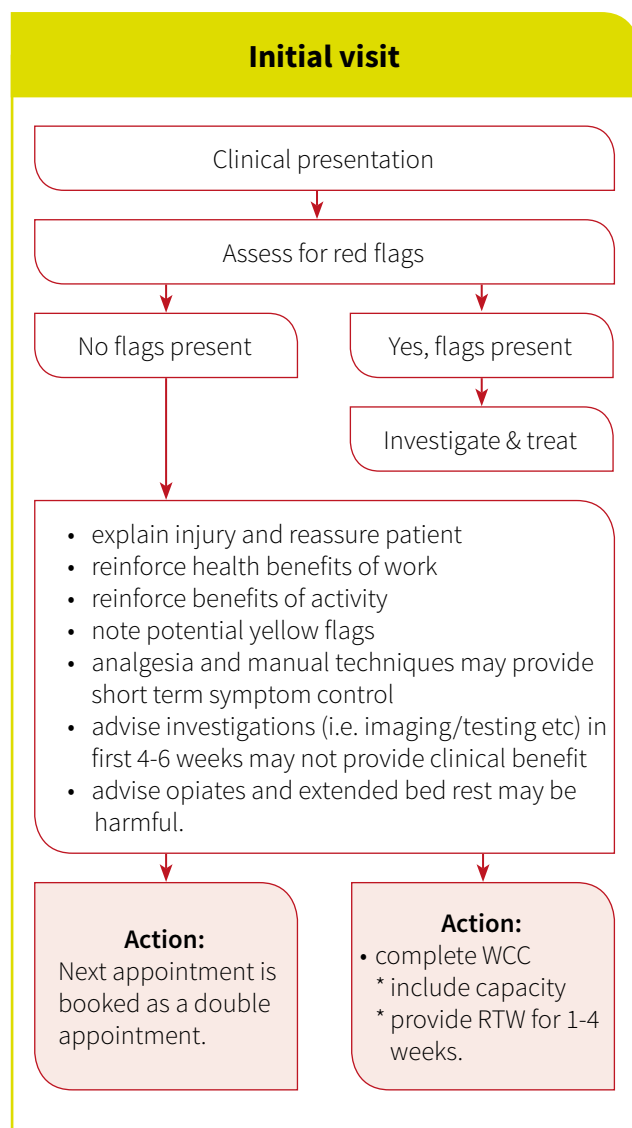 Initial visit
Clinical presentation
Assess for red flags
No flags present
Yes, flags present
Investigate & treat
• explain injury and reassure patient
• reinforce health benefits of work
• reinforce benefits of activity
• note potential yellow flags
• analgesia and manual techniques may provide
short term symptom control
• advise investigations (i.e. imaging/testing etc) in
first 4-6 weeks may not provide clinical benefit
• advise opiates and extended bed rest may be
harmful.
Action:
Next appointment is
booked as a double
appointment.
Action:
• complete WCC
* include capacity
* provide RTW for 1-4
weeks.